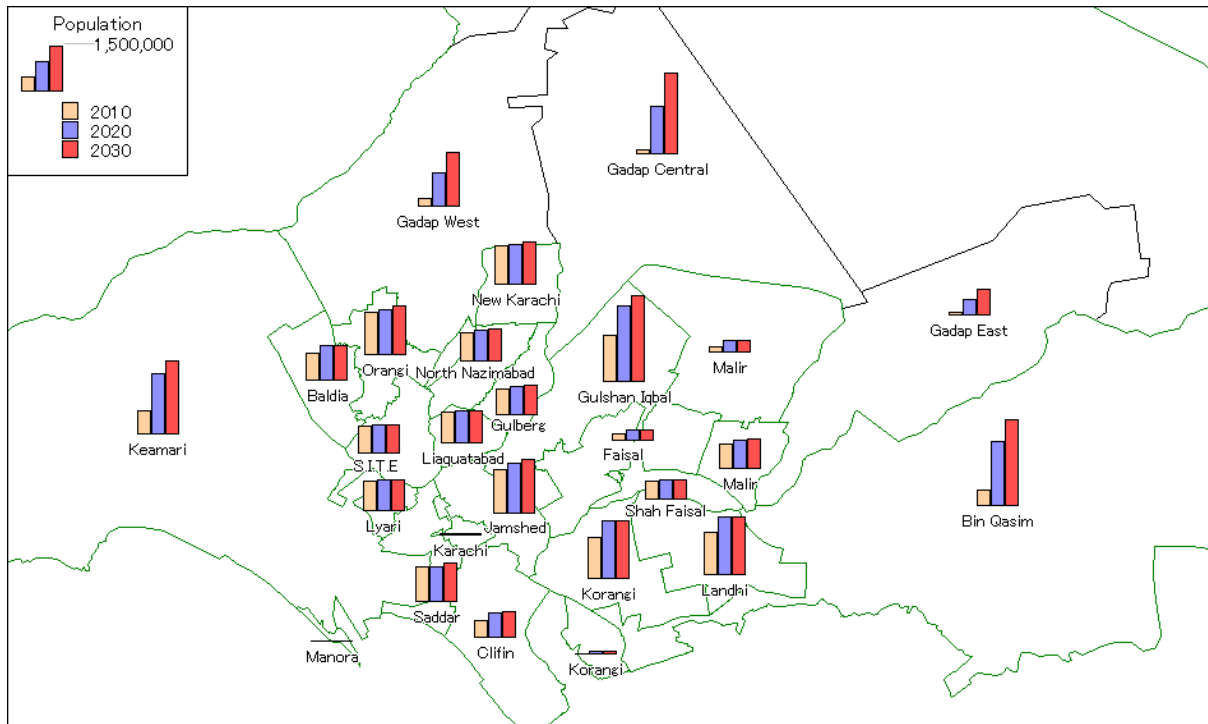 Population
1,500,000
2010
2020
2030
Gadap Central
Gadap West
New Karachi
Gadap East
Orangi
North Nazimabad
Malir
Baldia
Gulshan Iqbal
Gulberg
Keamari
S.I.T.E
Liaquatabad
Faisal
Malir
Shah Faisal
Bin Qasim
Lyari
Jamshed
Karachi
Korangi
Landhi
Saddar
Clifin
Manora
Korangi